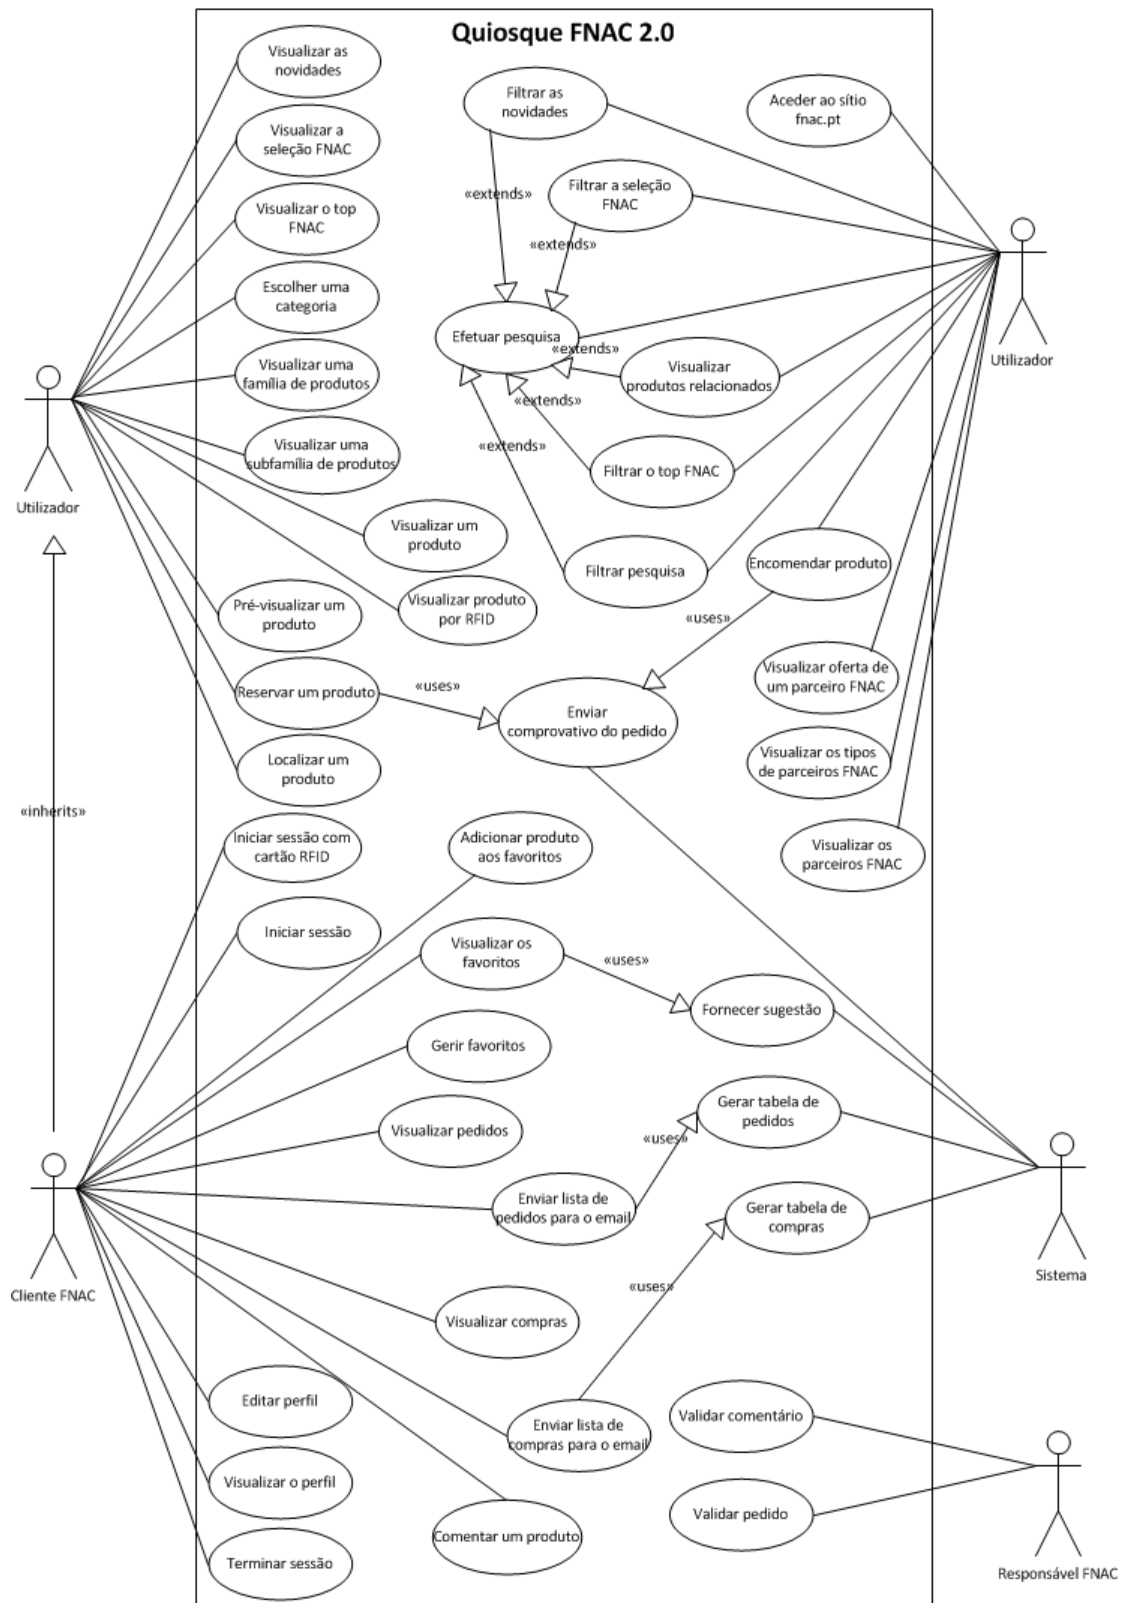 Quiosque FNAC 2.0
Visualizar as
novidades
Filtrar as
novidades
Aceder ao sítio
fnac.pt
Visualizar a
seleção FNAC
«extends»
Filtrar a seleção
FNAC
Visualizar o top
FNAC
«extends»
Escolher uma
categoria
Efetuar pesquisa
«extends»
Utilizador
Visualizar uma
família de produtos
Visualizar
produtos relacionados
«extends»
Visualizar uma
subfamília de produtos
«extends»
Filtrar o top FNAC
Utilizador
Visualizar um
produto
Filtrar pesquisa
Encomendar produto
Pré-visualizar um
produto
Visualizar produto
por RFID
«uses»
Reservar um produto
«uses»
Enviar
comprovativo do pedido
Visualizar oferta de
um parceiro FNAC
Localizar um
produto
Visualizar os tipos
de parceiros FNAC
«inherits»
Iniciar sessão com
cartão RFID
Adicionar produto
aos favoritos
Visualizar os
parceiros FNAC
Iniciar sessão
Visualizar os
favoritos
«uses»
Fornecer sugestão
Gerir favoritos
Visualizar pedidos
Gerar tabela de
pedidos
«uses»
Enviar lista de
pedidos para o email
Gerar tabela de
compras
Cliente FNAC
Sistema
«uses»
Visualizar compras
Editar perfil
Enviar lista de
compras para o email
Validar comentário
Visualizar o perfil
Comentar um produto
Validar pedido
Terminar sessão
Responsável FNAC